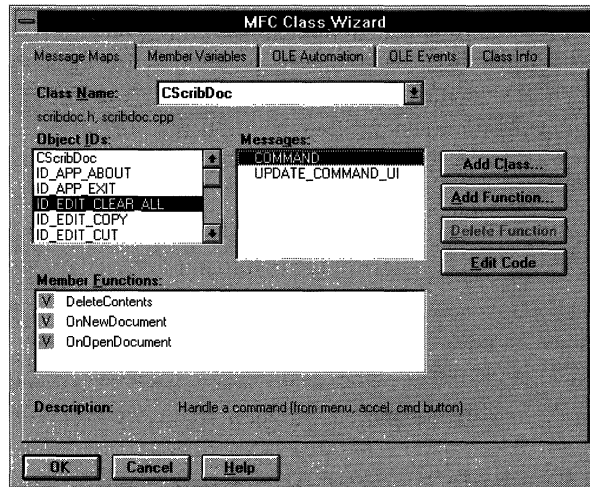 MFC Class Wizard
Message Maps Member Variables OLE Automation OLE Events Class Info
Class Name: CScribDoc
scribdoc.h, scribdoc.cpp
Object IDs: Messages:
CScribDoc COMMAND
ID_APP_ABOUT UPDATE_COMMAND_UI
ID_APP_EXIT
ID_EDIT_CLEAR_ALL
ID_EDIT_COPY
ID_EDIT_CUT
Add Class...
Add Function...
Delete Function
Edit Code
Member Functions:
V DeleteContents
V OnNewDocument
V OnOpenDocument
Description: Handle a command (from menu, accel, cmd button)
OK Cancel Help